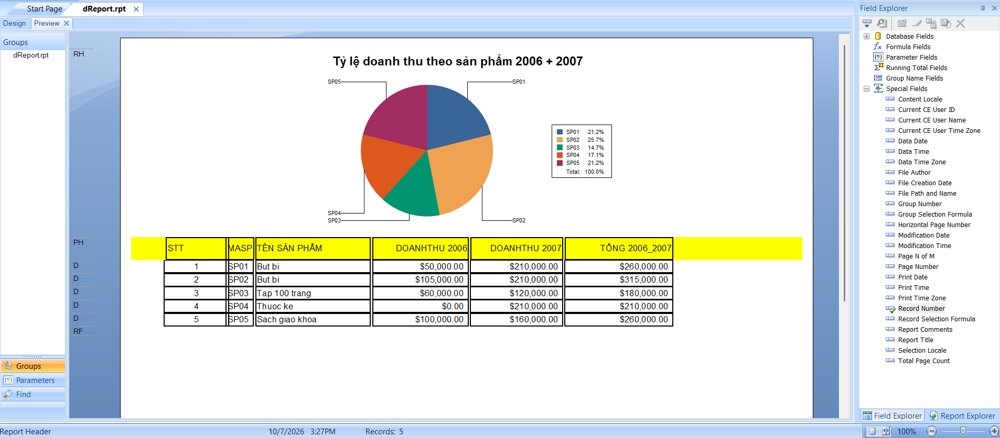 Start Page
dReport.rpt
Design
Preview
Groups
dReport.rpt
Groups
Parameters
Find
RH
PH
D
D
D
D
D
RF
Tỷ lệ doanh thu theo sản phẩm 2006 + 2007
SP05
SP01
SP04
SP03
SP02
SP01 21.2%
SP02 25.7%
SP03 14.7%
SP04 17.1%
SP05 21.2%
Total: 100.0%
STT MASP TÊN SẢN PHẨM DOANHTHU 2006 DOANHTHU 2007 TỔNG 2006_2007
1 SP01 But bi $50,000.00 $210,000.00 $260,000.00
2 SP02 But bi $105,000.00 $210,000.00 $315,000.00
3 SP03 Tap 100 trang $60,000.00 $120,000.00 $180,000.00
4 SP04 Thuoc ke $0.00 $210,000.00 $210,000.00
5 SP05 Sach giao khoa $100,000.00 $160,000.00 $260,000.00
Field Explorer
Database Fields
Formula Fields
Parameter Fields
Running Total Fields
Group Name Fields
Special Fields
Content Locale
Current CE User ID
Current CE User Name
Current CE User Time Zone
Data Date
Data Time
Data Time Zone
File Author
File Creation Date
File Path and Name
Group Number
Group Selection Formula
Horizontal Page Number
Modification Date
Modification Time
Page N of M
Page Number
Print Date
Print Time
Print Time Zone
Record Number
Record Selection Formula
Report Comments
Report Title
Selection Locale
Total Page Count
Field Explorer
Report Explorer
Report Header
10/7/2026 3:27PM
Records: 5
100%